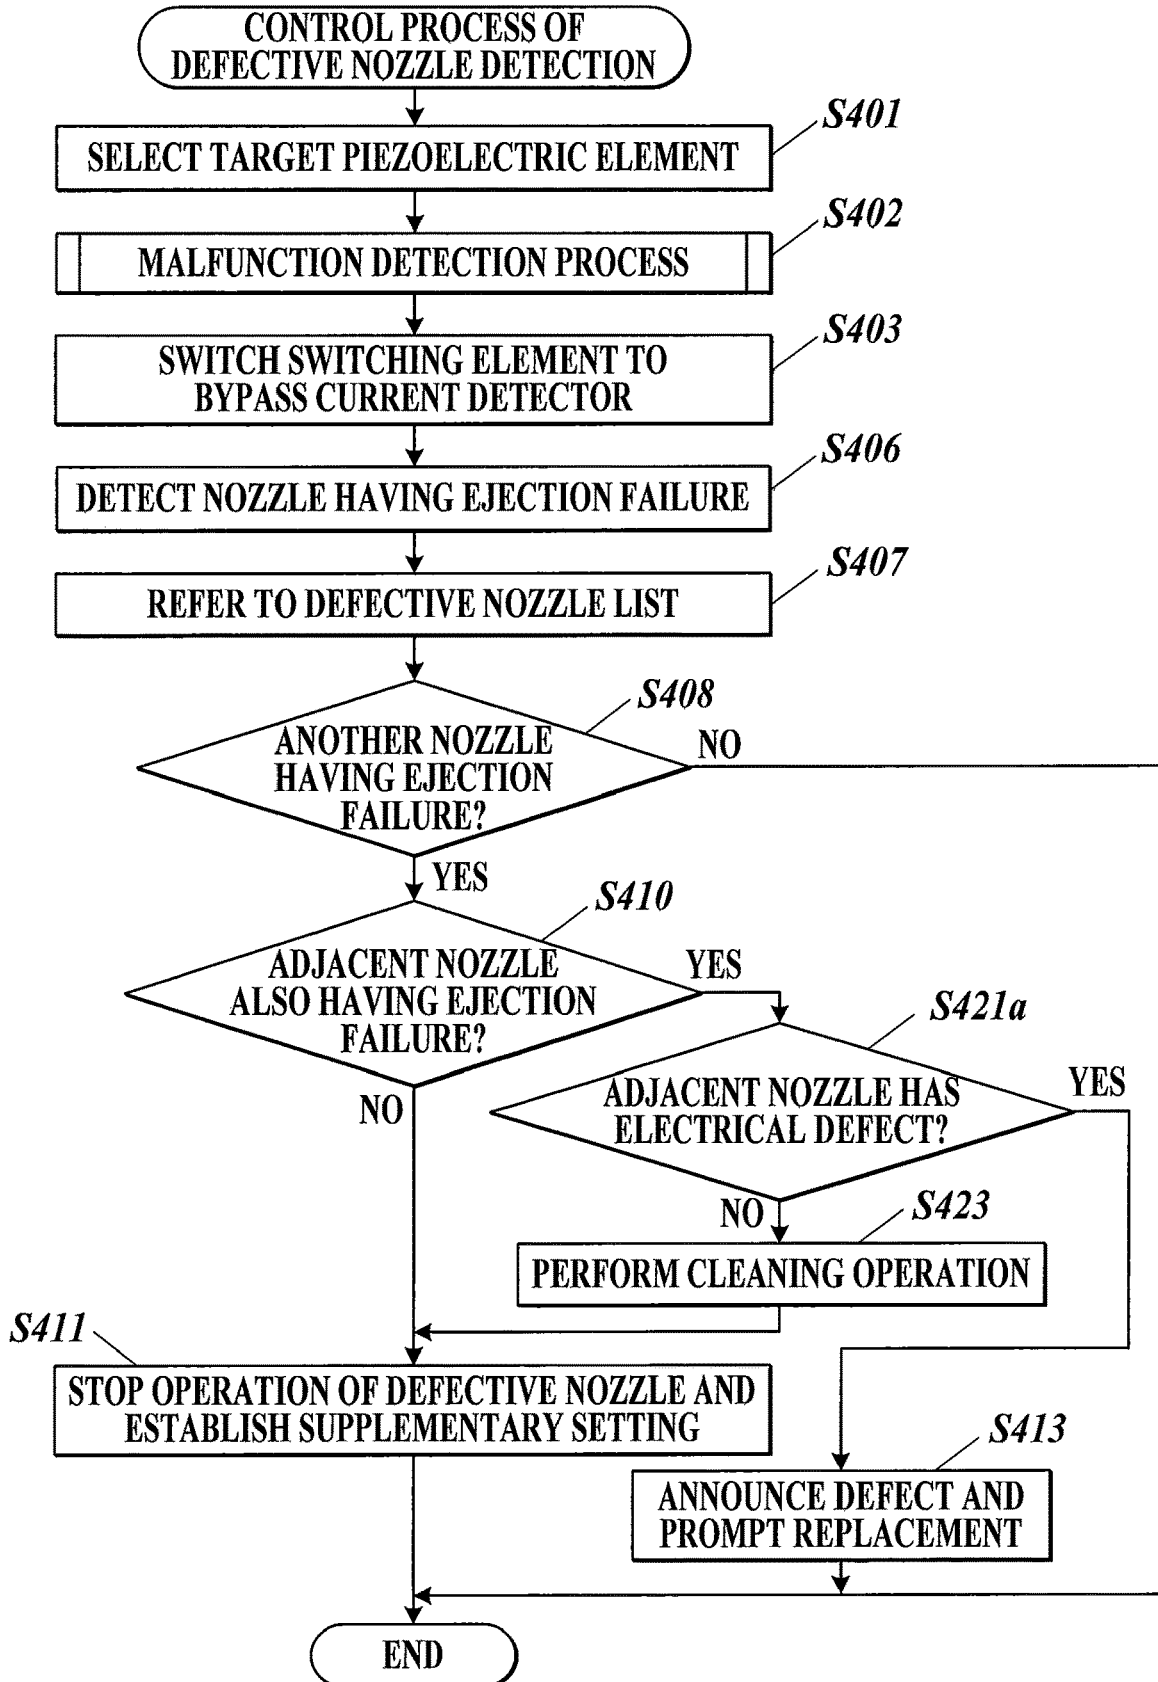 CONTROL PROCESS OF
DEFECTIVE NOZZLE DETECTION
S401
SELECT TARGET PIEZOELECTRIC ELEMENT
S402
MALFUNCTION DETECTION PROCESS
S403
SWITCH SWITCHING ELEMENT TO
BYPASS CURRENT DETECTOR
S406
DETECT NOZZLE HAVING EJECTION FAILURE
S407
REFER TO DEFECTIVE NOZZLE LIST
S408
ANOTHER NOZZLE
HAVING EJECTION
FAILURE?
NO
YES
S410
ADJACENT NOZZLE
ALSO HAVING EJECTION
FAILURE?
YES
NO
S421a
ADJACENT NOZZLE HAS
ELECTRICAL DEFECT?
YES
NO
S423
PERFORM CLEANING OPERATION
S411
STOP OPERATION OF DEFECTIVE NOZZLE AND
ESTABLISH SUPPLEMENTARY SETTING
S413
ANNOUNCE DEFECT AND
PROMPT REPLACEMENT
END